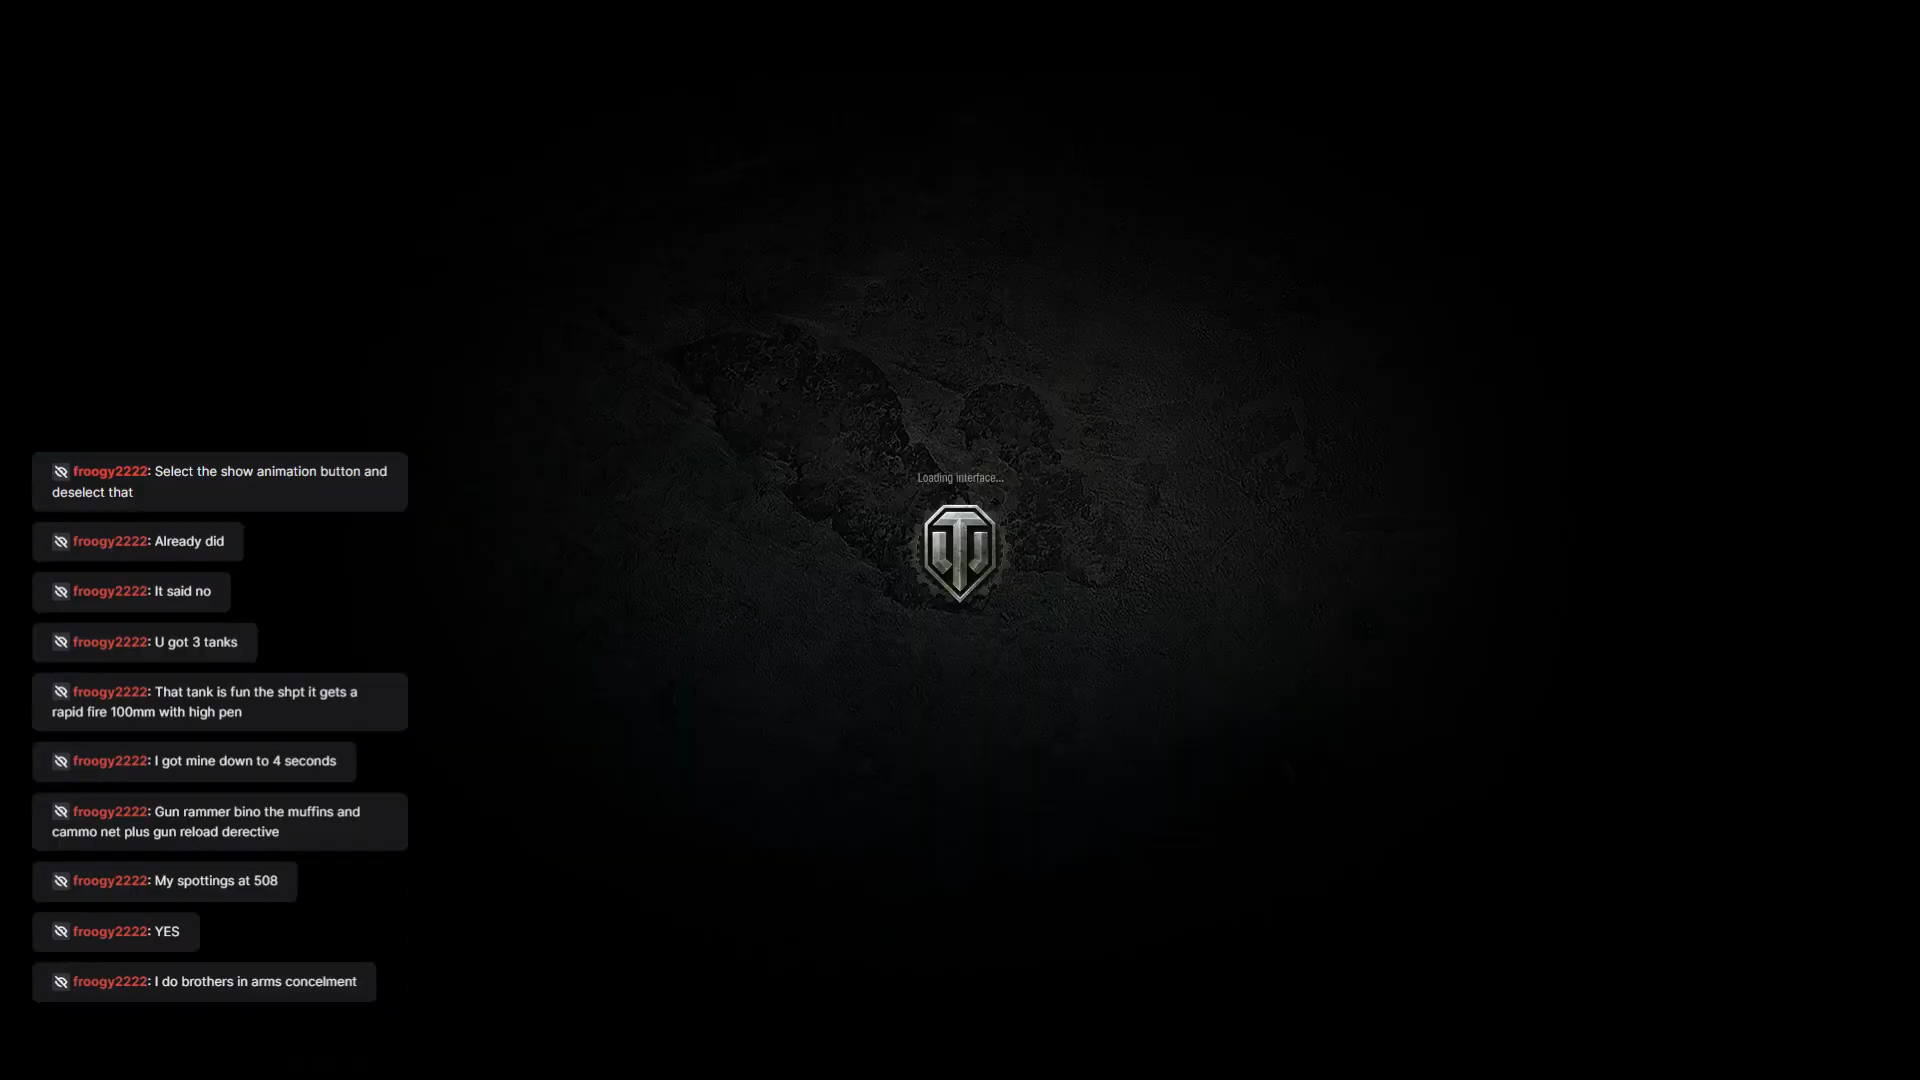 froogy2222: Select the show animation button and
deselect that
froogy2222: Already did
Loading interface...
froogy2222: It said no
froogy2222: U got 3 tanks
froogy2222: That tank is fun the shpt it gets a
rapid fire 100mm with high pen
froogy2222: I got mine down to 4 seconds
froogy2222: Gun rammer bino the muffins and
cammo net plus gun reload derective
froogy2222: My spottings at 508
froogy2222: YES
froogy2222: I do brothers in arms concelment